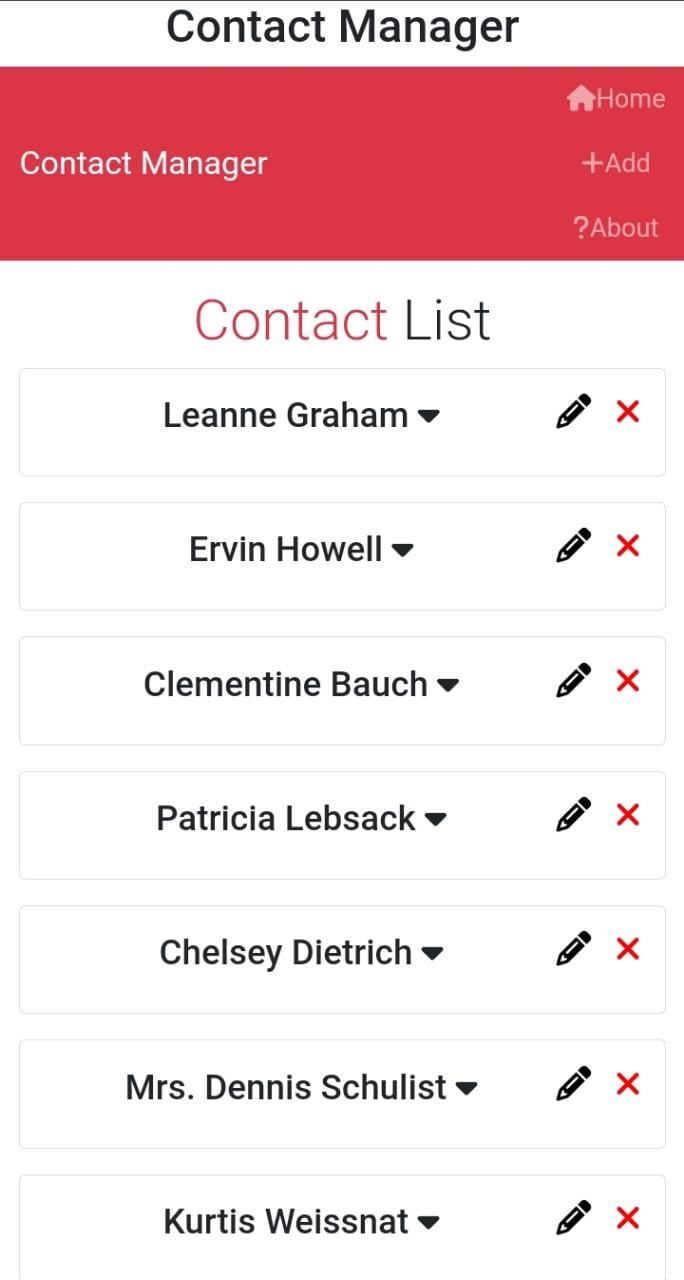 Contact Manager
Home
Contact Manager
+Add
?About
Contact List
Leanne Graham
Ervin Howell
Clementine Bauch
Patricia Lebsack
Chelsey Dietrich
Mrs. Dennis Schulist
Kurtis Weissnat